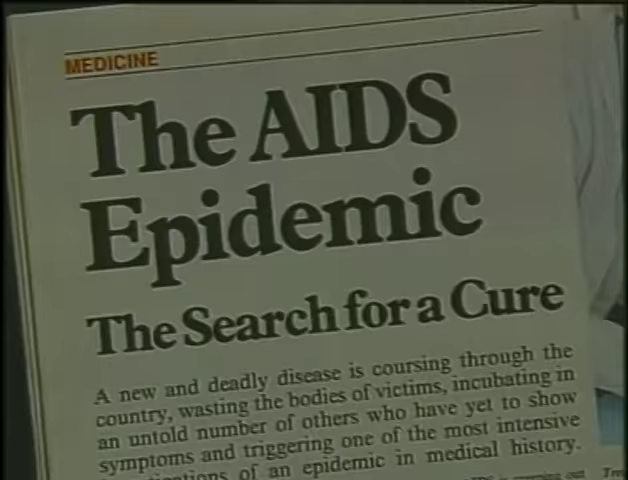 MEDICINE
The AIDS
Epidemic
The Search for a Cure
A new and deadly disease is coursing through the
country, wasting the bodies of victims, incubating in
an untold number of others who have yet to show
symptoms and triggering one of the most intensive
of an epidemic in medical history.